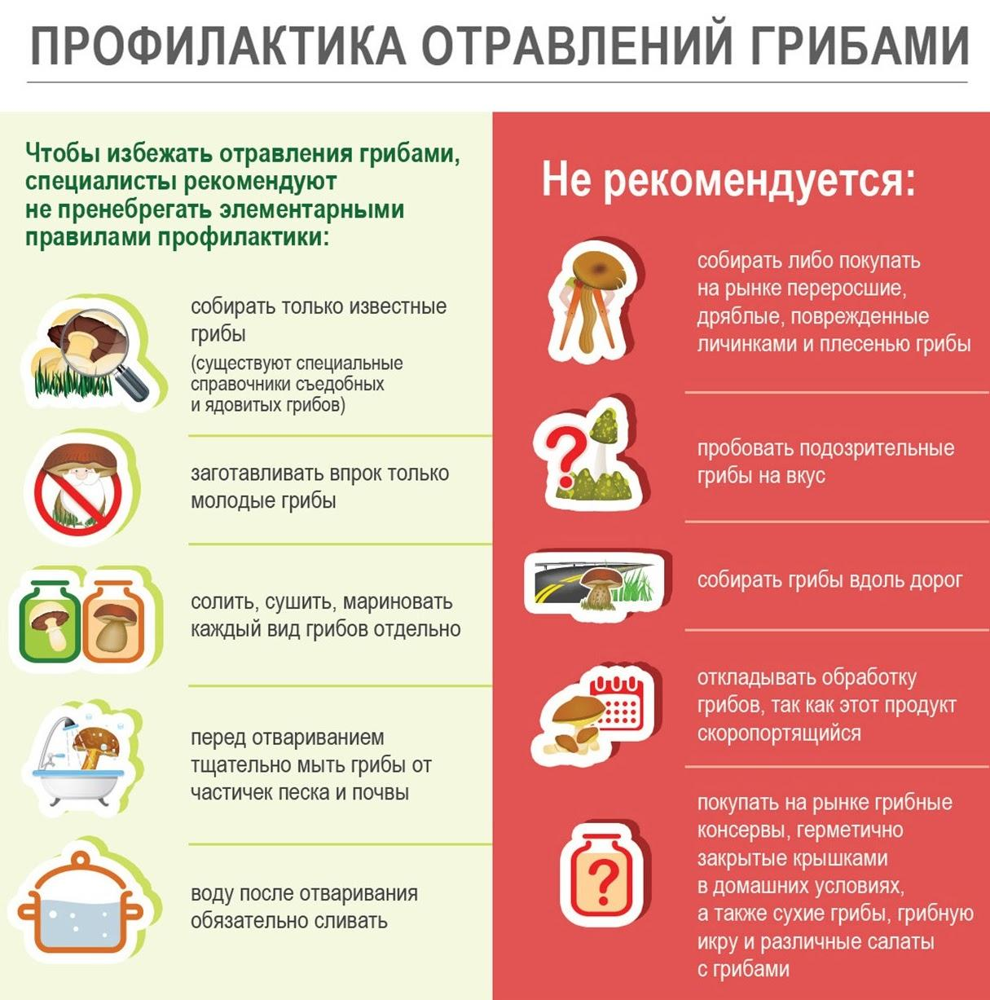 ПРОФИЛАКТИКА ОТРАВЛЕНИЙ ГРИБАМИ
Чтобы избежать отравления грибами,
специалисты рекомендуют
не пренебрегать элементарными
правилами профилактики:
собирать только известные
грибы
(существуют специальные
справочники съедобных
и ядовитых грибов)
заготавливать впрок только
молодые грибы
солить, сушить, мариновать
каждый вид грибов отдельно
перед отвариванием
тщательно мыть грибы от
частичек песка и почвы
воду после отваривания
обязательно сливать
Не рекомендуется:
собирать либо покупать
на рынке переросшие,
дряблые, поврежденные
личинками и плесенью грибы
?
пробовать подозрительные
грибы на вкус
собирать грибы вдоль дорог
откладывать обработку
грибов, так как этот продукт
скоропортящийся
?
покупать на рынке грибные
консервы, герметично
закрытые крышками
в домашних условиях,
а также сухие грибы, грибную
икру и различные салаты
с грибами